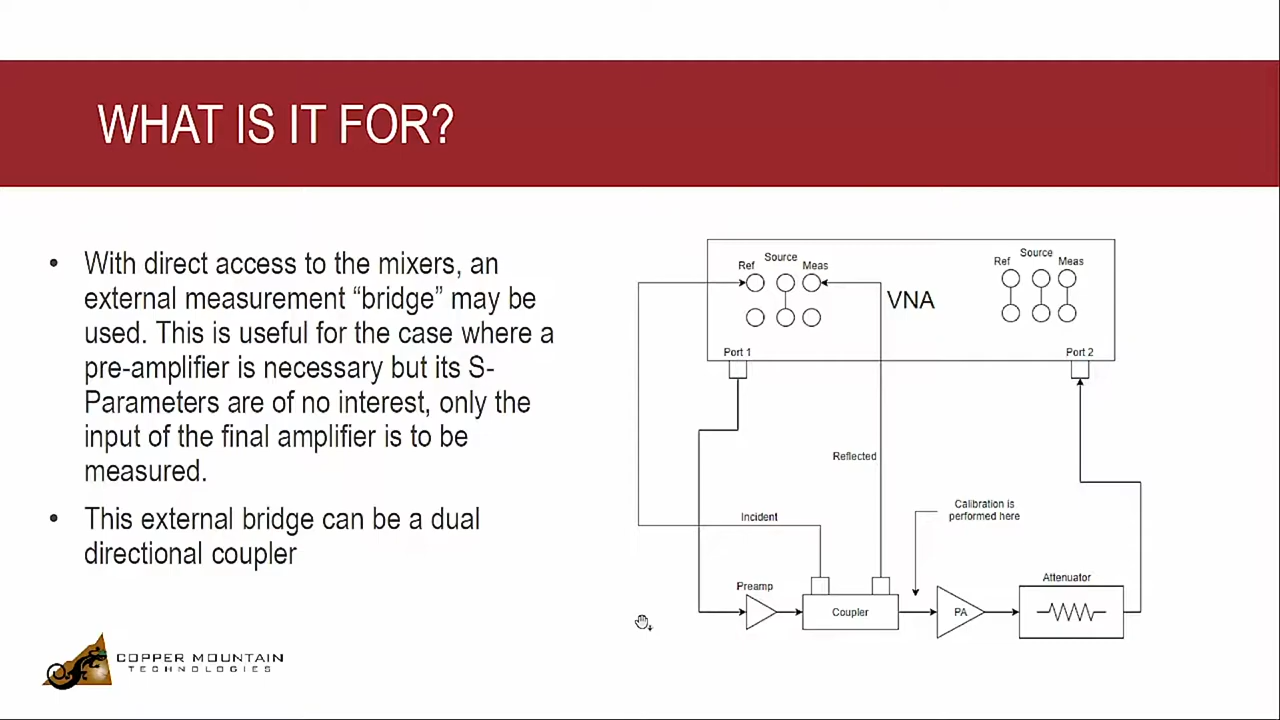 WHAT IS IT FOR?
• With direct access to the mixers, an
external measurement “bridge” may be
used. This is useful for the case where a
pre-amplifier is necessary but its S-
Parameters are of no interest, only the
input of the final amplifier is to be
measured.
• This external bridge can be a dual
directional coupler
Ref
Source
Meas
VNA
Ref
Source
Meas
Port 1
Port 2
Reflected
Incident
Calibration is
performed here
Preamp
Coupler
PA
Attenuator
COPPER MOUNTAIN
TECHNOLOGIES